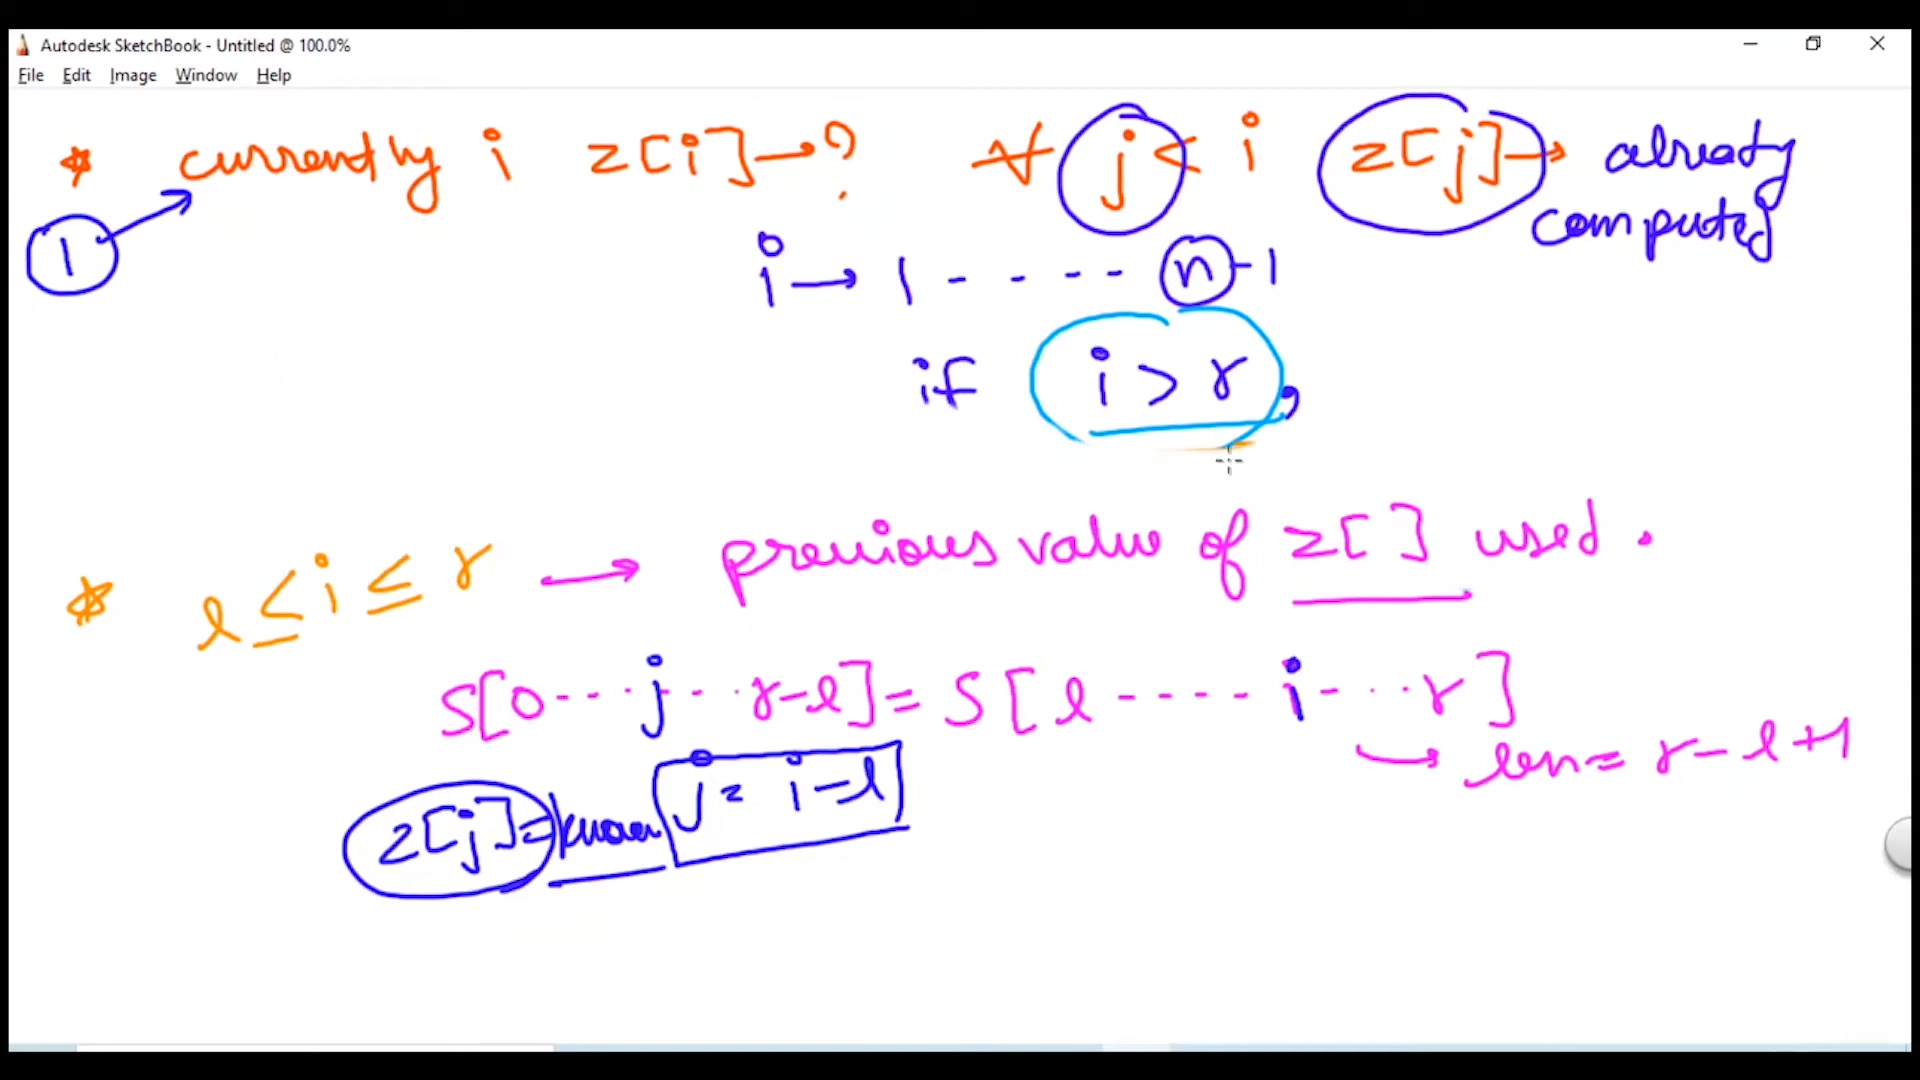 Autodesk SketchBook - Untitled @ 100.0%
File Edit Image Window Help
* currently i z[i]→? ∀ j < i z[j]→ already computed
1
i → 1 - - - - n-1
if i > r,
* l ≤ i ≤ r → previous value of z[ ] used.
S[0···j···r-l] = S[l----i-··r]
→ len = r-l+1
z[j]= known j = i-l